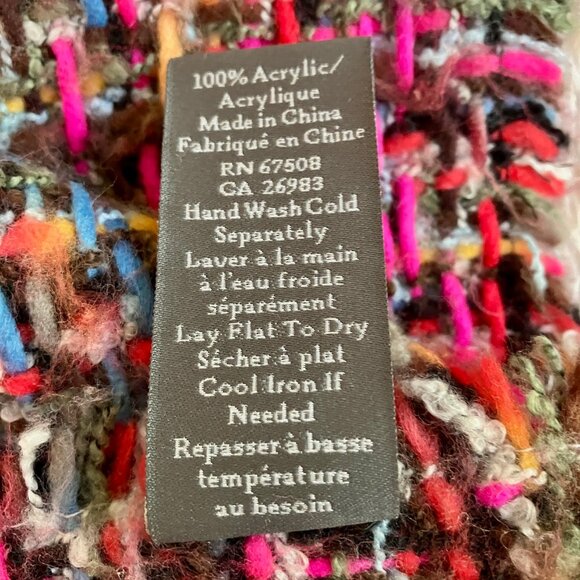 100% Acrylic/
Acrylique
Made in China
Fabriqué en Chine
RN 67508
CA 26983
Hand Wash Cold
Separately
Laver à la main
à l'eau froide
séparément
Lay Flat To Dry
Sécher à plat
Cool Iron If
Needed
Repasser à basse
température
au besoin